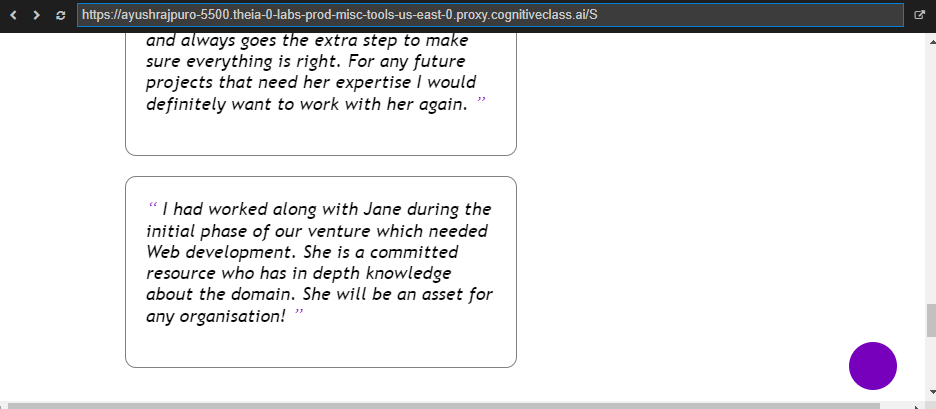 https://ayushrajpuro-5500.theia-0-labs-prod-misc-tools-us-east-0.proxy.cognitiveclass.ai/S
and always goes the extra step to make
sure everything is right. For any future
projects that need her expertise I would
definitely want to work with her again. ”
“ I had worked along with Jane during the
initial phase of our venture which needed
Web development. She is a committed
resource who has in depth knowledge
about the domain. She will be an asset for
any organisation! ”